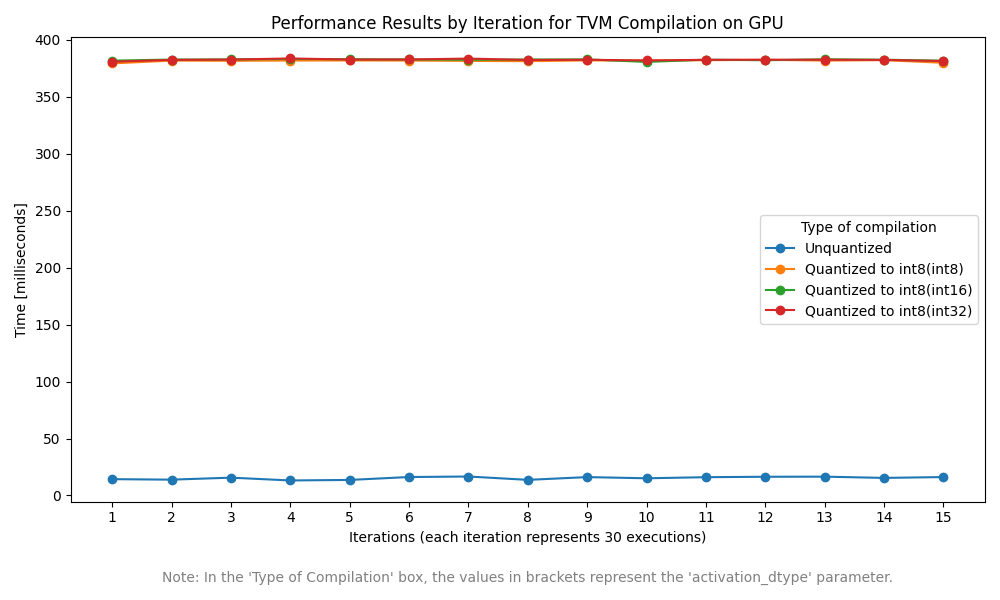 Performance Results by Iteration for TVM Compilation on GPU
400
350
300
250
200
150
100
50
0
Time [milliseconds]
Type of compilation
Unquantized
Quantized to int8(int8)
Quantized to int8(int16)
Quantized to int8(int32)
1 2 3 4 5 6 7 8 9 10 11 12 13 14 15
Iterations (each iteration represents 30 executions)
Note: In the 'Type of Compilation' box, the values in brackets represent the 'activation_dtype' parameter.